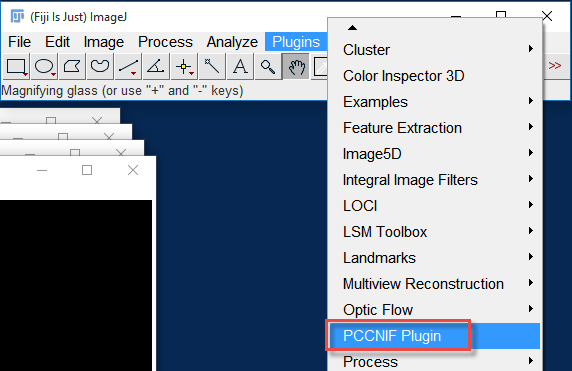 (Fiji Is Just) ImageJ
File Edit Image Process Analyze Plugins
A >>
Magnifying glass (or use "+" and "-" keys)
Cluster
Color Inspector 3D
Examples
Feature Extraction
Image5D
Integral Image Filters
LOCI
LSM Toolbox
Landmarks
Multiview Reconstruction
Optic Flow
PCCNIF Plugin
Process